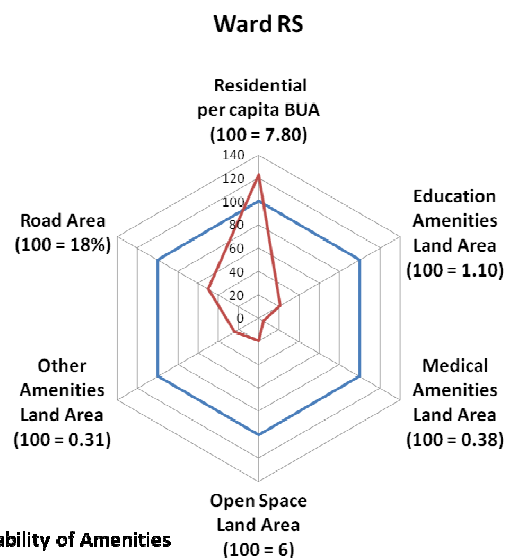 Ward RS
Residential
per capita BUA
(100 = 7.80)
140
120
100
80
60
40
20
0
Education
Amenities
Land Area
(100 = 1.10)
Medical
Amenities
Land Area
(100 = 0.38)
Open Space
Land Area
(100 = 6)
Other
Amenities
Land Area
(100 = 0.31)
Road Area
(100 = 18%)
of Amenities